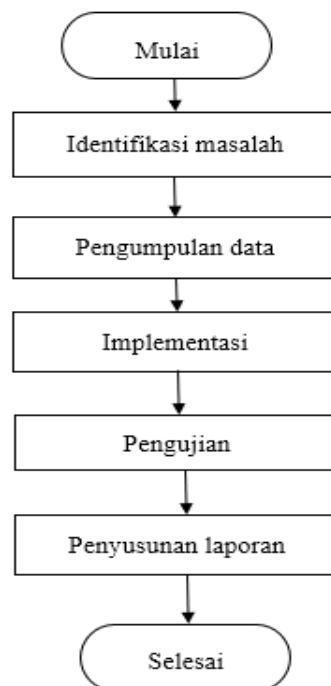 Mulai
Identifikasi masalah
Pengumpulan data
Implementasi
Pengujian
Penyusunan laporan
Selesai